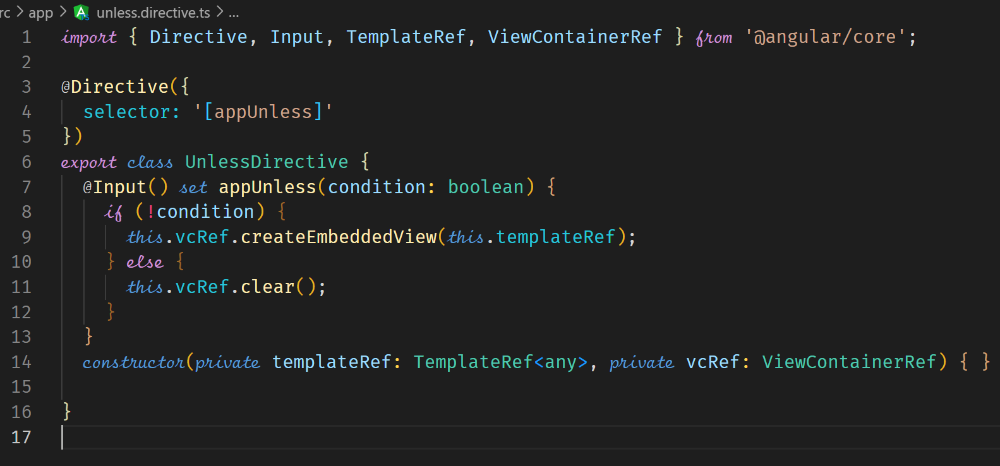 rc > app > unless.directive.ts > ...
1 import { Directive, Input, TemplateRef, ViewContainerRef } from '@angular/core';
2
3 @Directive({
4   selector: '[appUnless]'
5 })
6 export class UnlessDirective {
7   @Input() set appUnless(condition: boolean) {
8     if (!condition) {
9       this.vcRef.createEmbeddedView(this.templateRef);
10     } else {
11       this.vcRef.clear();
12     }
13   }
14   constructor(private templateRef: TemplateRef<any>, private vcRef: ViewContainerRef) { }
15
16 }
17